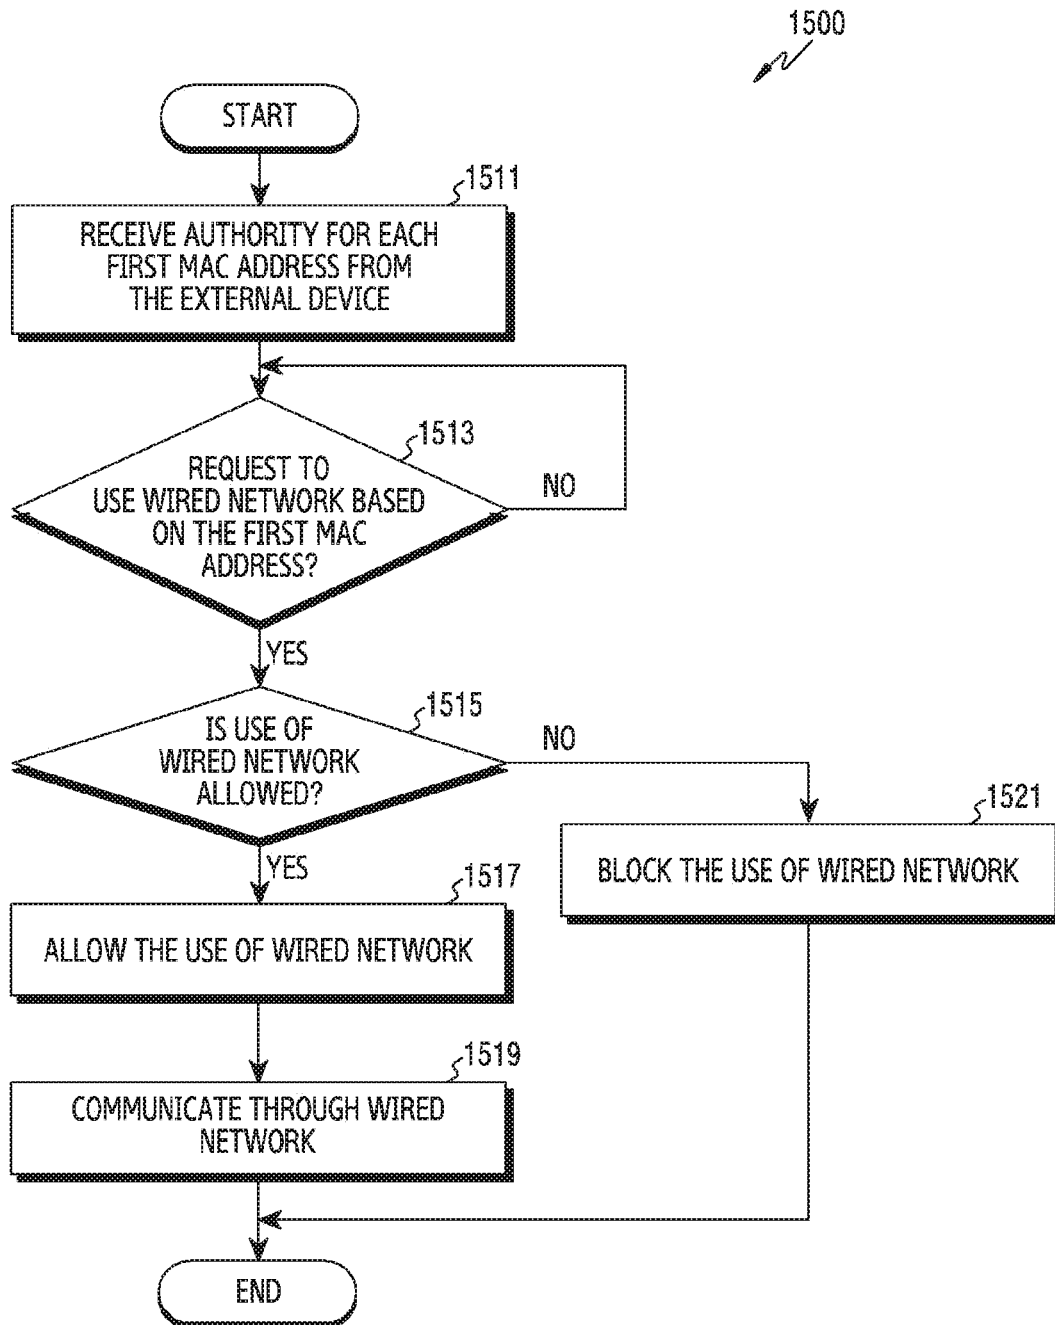 1500
START
1511
RECEIVE AUTHORITY FOR EACH
FIRST MAC ADDRESS FROM
THE EXTERNAL DEVICE
1513
REQUEST TO
USE WIRED NETWORK BASED
ON THE FIRST MAC
ADDRESS?
NO
YES
1515
IS USE OF
WIRED NETWORK
ALLOWED?
NO
YES
1521
BLOCK THE USE OF WIRED NETWORK
1517
ALLOW THE USE OF WIRED NETWORK
1519
COMMUNICATE THROUGH WIRED
NETWORK
END